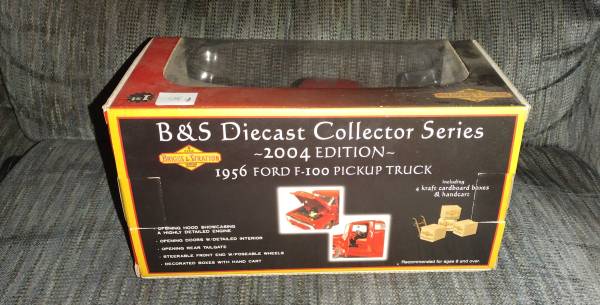 B&S Diecast Collector Series
~2004 EDITION~
BRIGGS & STRATTON
1956 FORD F-100 PICKUP TRUCK
including
4 kraft cardboard boxes
& handcart
• OPENING HOOD SHOWCASING
A HIGHLY DETAILED ENGINE
• OPENING DOORS W/DETAILED INTERIOR
• OPENING REAR TAILGATE
• STEERABLE FRONT END W/POSEABLE WHEELS
• DECORATED BOXES WITH HAND CART
Recommended for ages 8 and over.